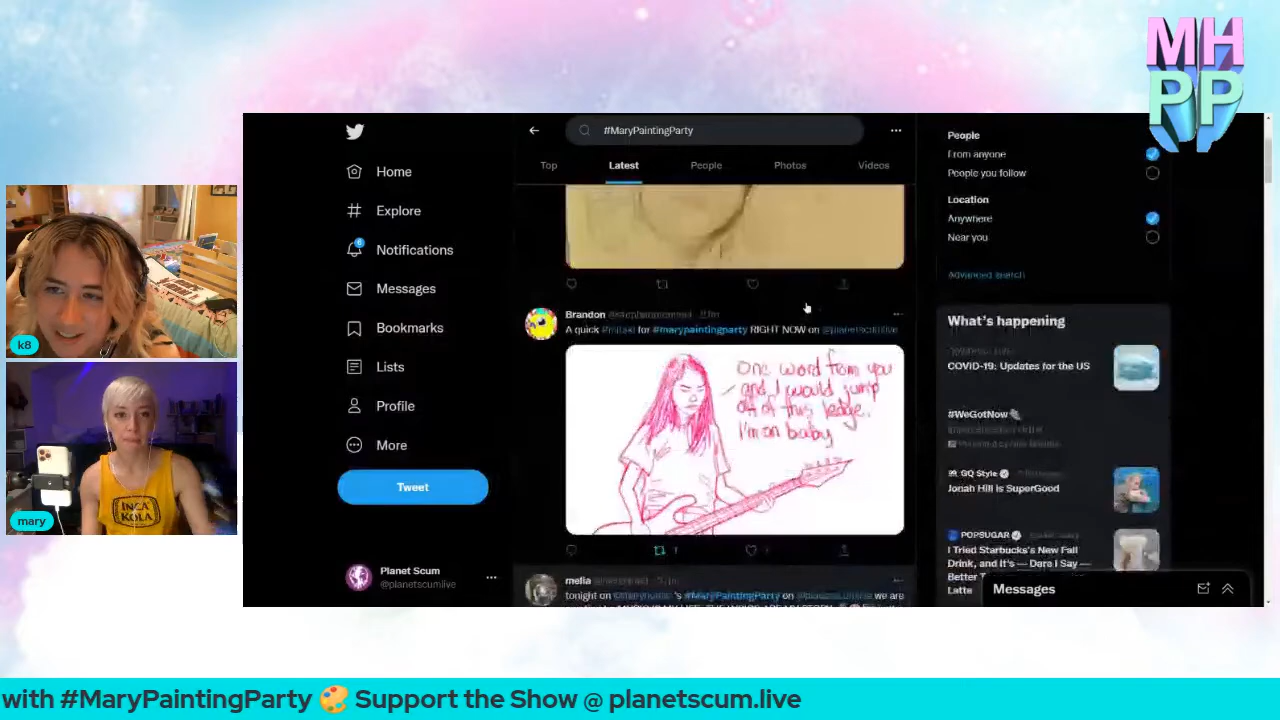 MH
PP
#MaryPaintingParty
Top
Latest
People
Photos
Videos
Home
Explore
Notifications
6
Messages
Bookmarks
Lists
Profile
More
Tweet
Planet Scum
@planetscumlive
Brandon
A quick #mitski for #marypaintingparty RIGHT NOW on @planetscumlive
One word from you
and I would jump
off of this ledge.
I'm on baby
melia
tonight on 's #MaryPaintingParty on we are
People
From anyone
People you follow
Location
Anywhere
Near you
Advanced search
What's happening
COVID-19: Updates for the US
#WeGotNow
GQ Style
Jonah Hill Is SuperGood
POPSUGAR
I Tried Starbucks's New Fall
Drink, and It's — Dare I Say —
Better
Latte
Messages
k8
INCA
KOLA
mary
with #MaryPaintingParty 🎨 Support the Show @ planetscum.live